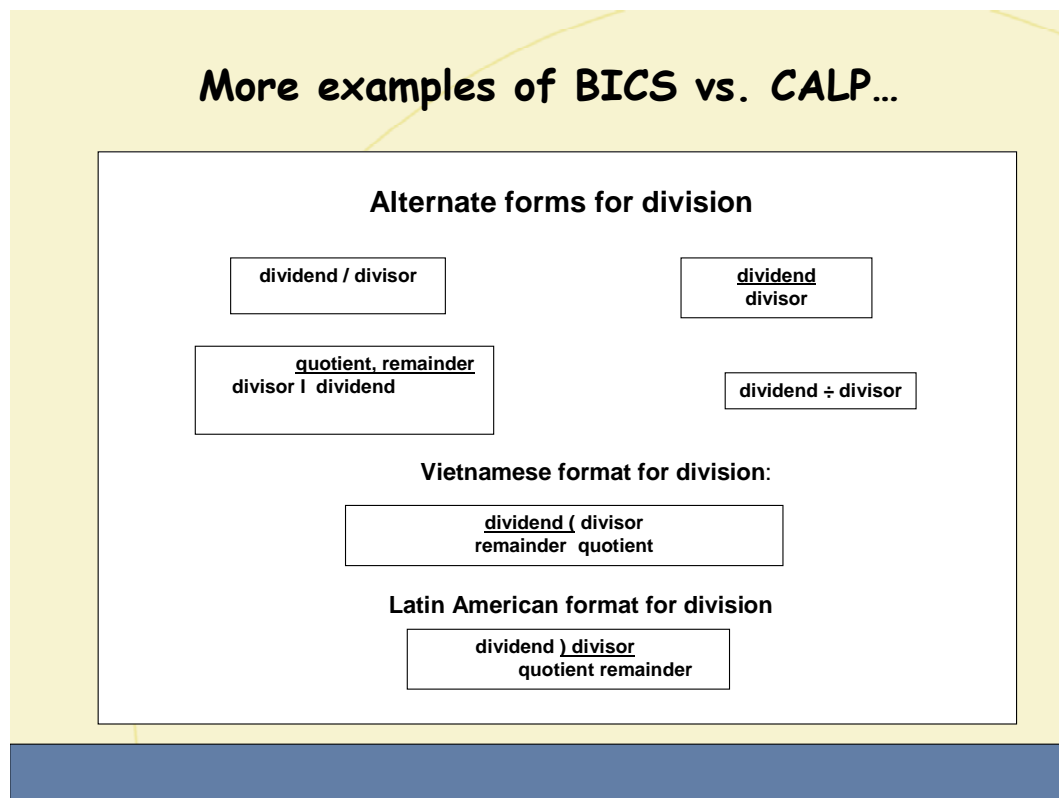 More examples of BICS vs. CALP…
Alternate forms for division
dividend / divisor
dividend
divisor
quotient, remainder
divisor I dividend
dividend ÷ divisor
Vietnamese format for division:
dividend ( divisor
remainder quotient
Latin American format for division
dividend ) divisor
quotient remainder